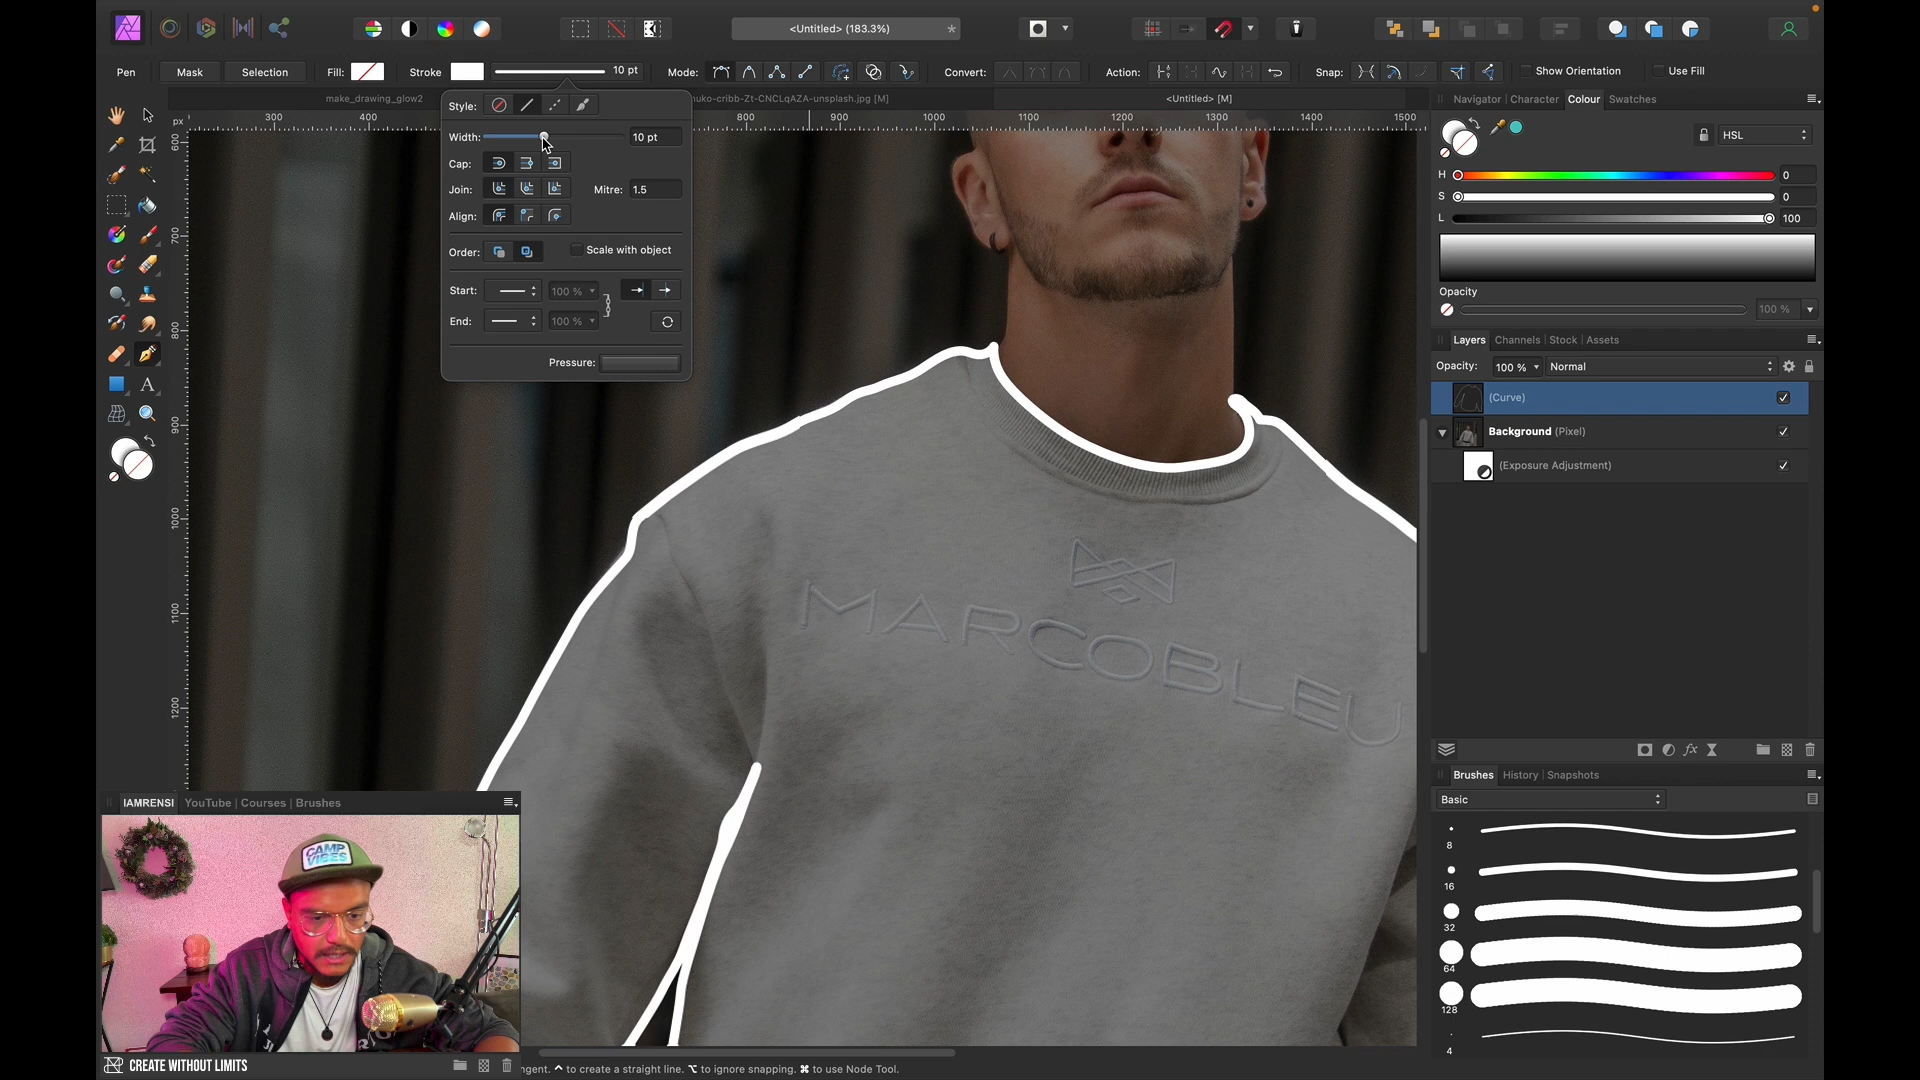 <Untitled> (183.3%)
*
Pen
Mask
Selection
Fill:
Stroke
10 pt
Mode:
Convert:
Action:
Snap:
Show Orientation
Use Fill
make_drawing_glow2
nuko-cribb-Zt-CNCLqAZA-unsplash.jpg [M]
<Untitled> [M]
px
300
400
800
900
1000
1100
1200
1300
1400
1500
600
700
800
900
1000
1100
1200
Style:
Width:
10 pt
Cap:
Join:
Mitre:
1.5
Align:
Order:
Scale with object
Start:
100 %
End:
100 %
Pressure:
MARCOBLEU
Navigator | Character
Colour
Swatches
HSL
H
0
S
0
L
100
Opacity
100 %
Layers
Channels | Stock | Assets
Opacity:
100 %
Normal
(Curve)
Background (Pixel)
(Exposure Adjustment)
Brushes
History | Snapshots
Basic
8
16
32
64
128
4
IAMRENSI
YouTube | Courses | Brushes
CAMP
VIBES
CREATE WITHOUT LIMITS
ngent. ⌃ to create a straight line. ⌥ to ignore snapping. ⌘ to use Node Tool.